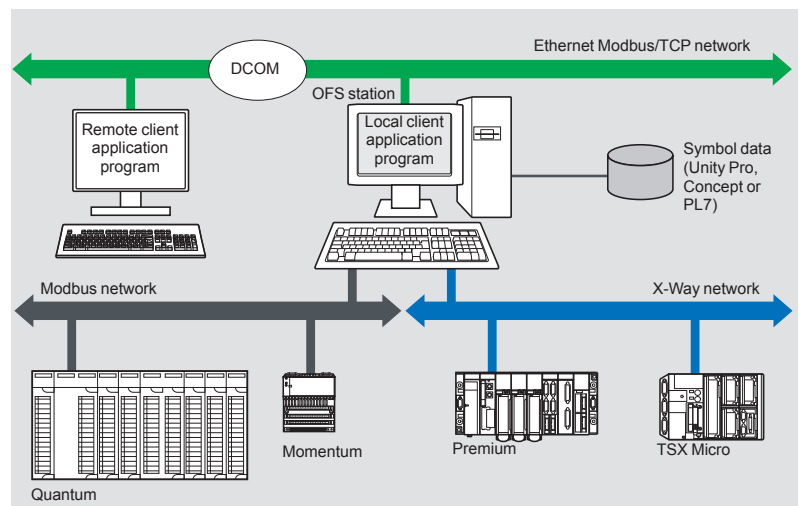 Ethernet Modbus/TCP network
DCOM
OFS station
Remote client
application
program
Local client
application
program
Symbol data
(Unity Pro,
Concept or
PL7)
Modbus network
X-Way network
Momentum
Premium
TSX Micro
Quantum